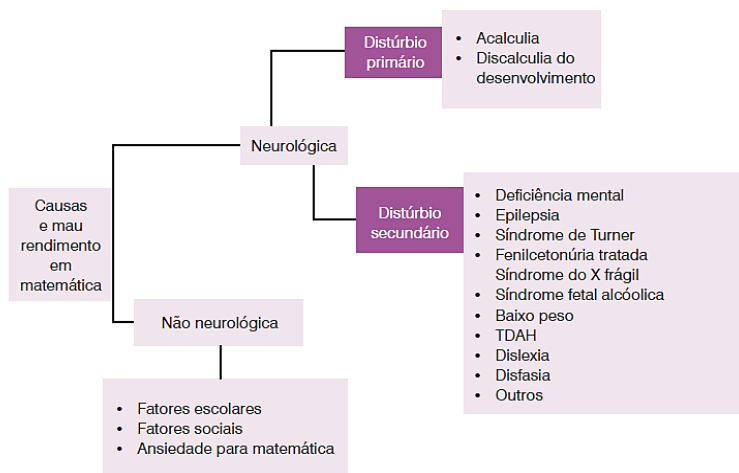 Causas
e mau
rendimento
em
matemática
Neurológica
Distúrbio
primário
• Acalculia
• Discalculia do
desenvolvimento
Distúrbio
secundário
• Deficiência mental
• Epilepsia
• Síndrome de Turner
• Fenilcetonúria tratada
Síndrome do X frágil
• Síndrome fetal alcóolica
• Baixo peso
• TDAH
• Dislexia
• Disfasia
• Outros
Não neurológica
• Fatores escolares
• Fatores sociais
• Ansiedade para matemática